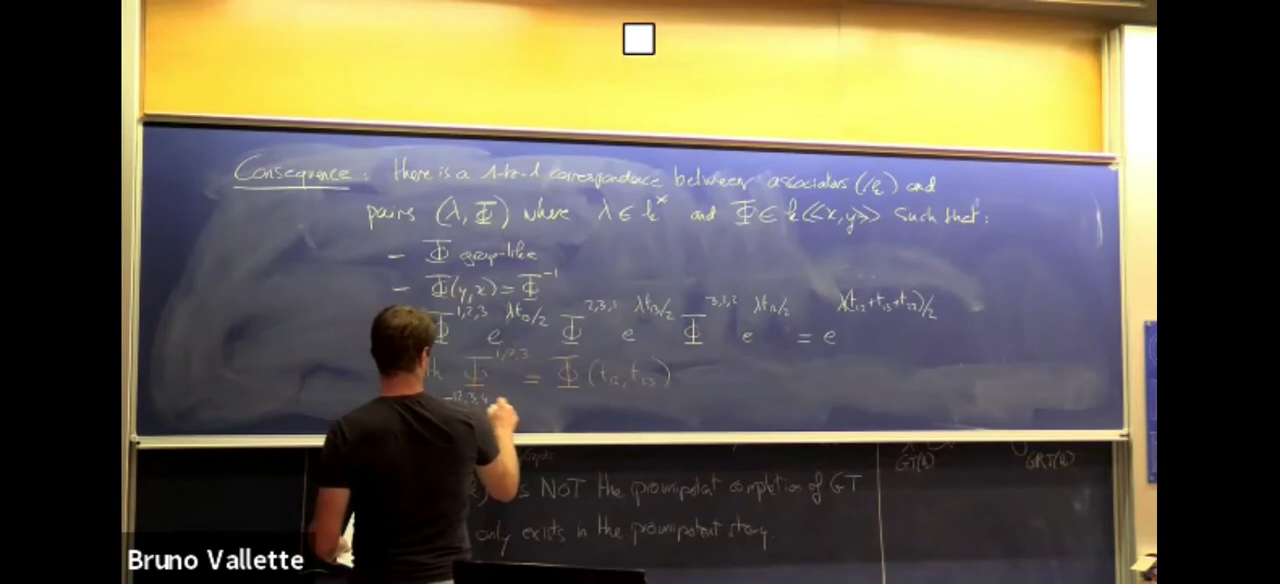 Consequence: there is a 1-to-1 correspondence between associators (/k) and
pairs (λ, Φ) where λ ∈ k^× and Φ ∈ k⟨⟨x,y⟩⟩ such that:
- Φ group-like
- Φ(y,x) = Φ^{-1}
Φ^{1,2,3} e^{λt_{23}/2} Φ^{2,3,1} e^{λt_{13}/2} Φ^{3,1,2} e^{λt_{12}/2} = e^{λ(t_{12}+t_{13}+t_{23})/2}
Φ^{1,2,3} = Φ(t_{12}, t_{23})
12,3,4
GT(k) GRT(k)
is NOT the prounipotent completion of GT
only exists in the prounipotent story.
Bruno Vallette